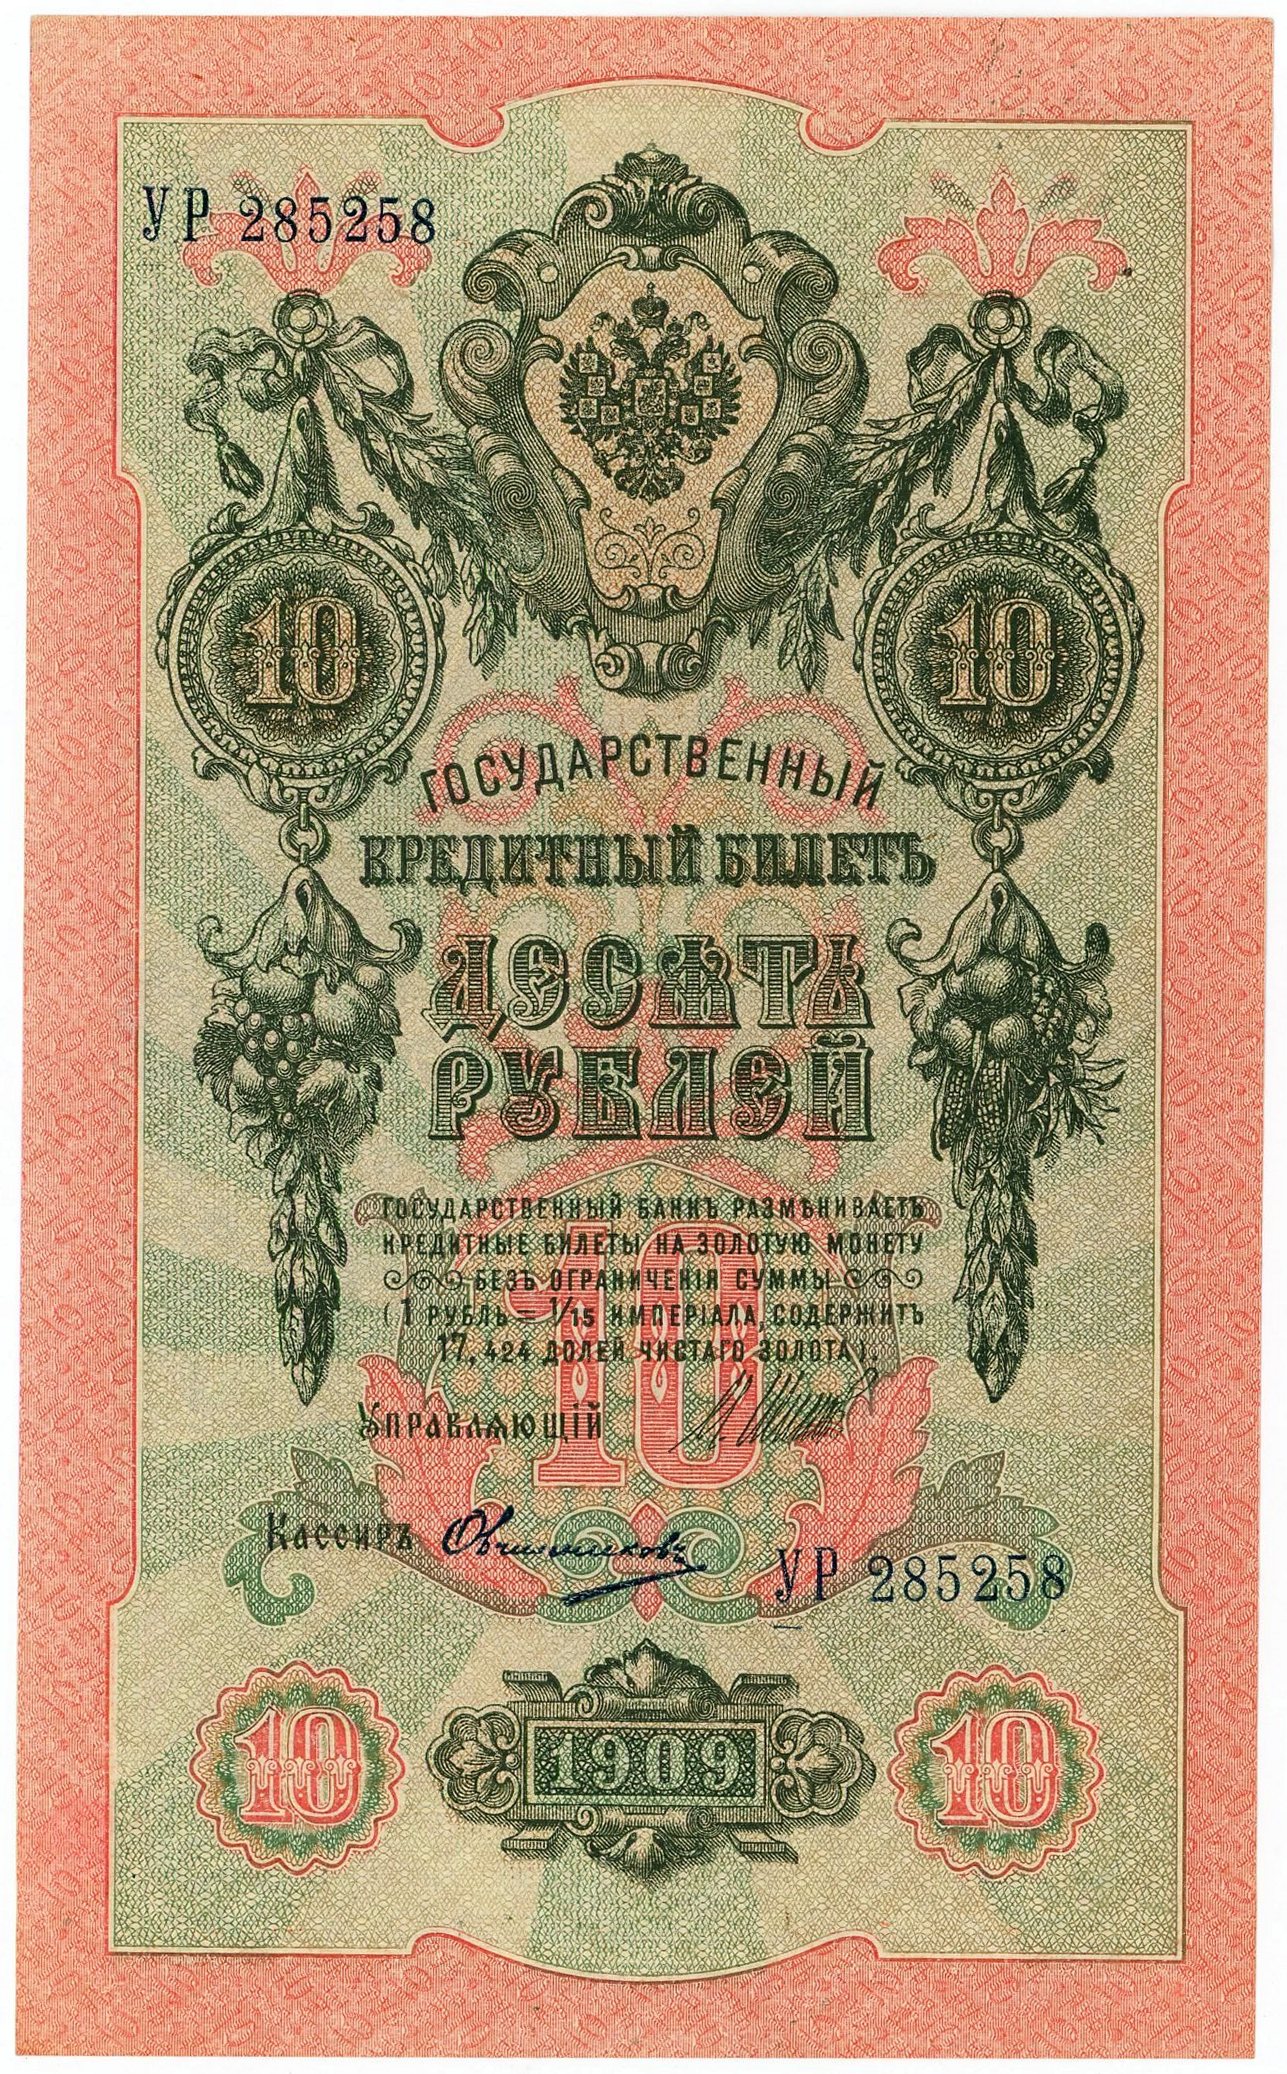 УР 285258
10 10
ГОСУДАРСТВЕННЫЙ
КРЕДИТНЫЙ БИЛЕТЪ
ДЕСѦТЬ
РУБЛЕЙ
ГОСУДАРСТВЕННЫЙ БАНКЪ РАЗМѢНИВАЕТЪ
КРЕДИТНЫЕ БИЛЕТЫ НА ЗОЛОТУЮ МОНЕТУ
БЕЗЪ ОГРАНИЧЕНІЯ СУММЫ
(1 РУБЛЬ = 1/15 ИМПЕРІАЛА, СОДЕРЖИТЪ
17,424 ДОЛЕЙ ЧИСТАГО ЗОЛОТА).
10
УПРАВЛѦЮЩІЙ
Кассиръ Овчинниковъ
УР 285258
10 1909 10